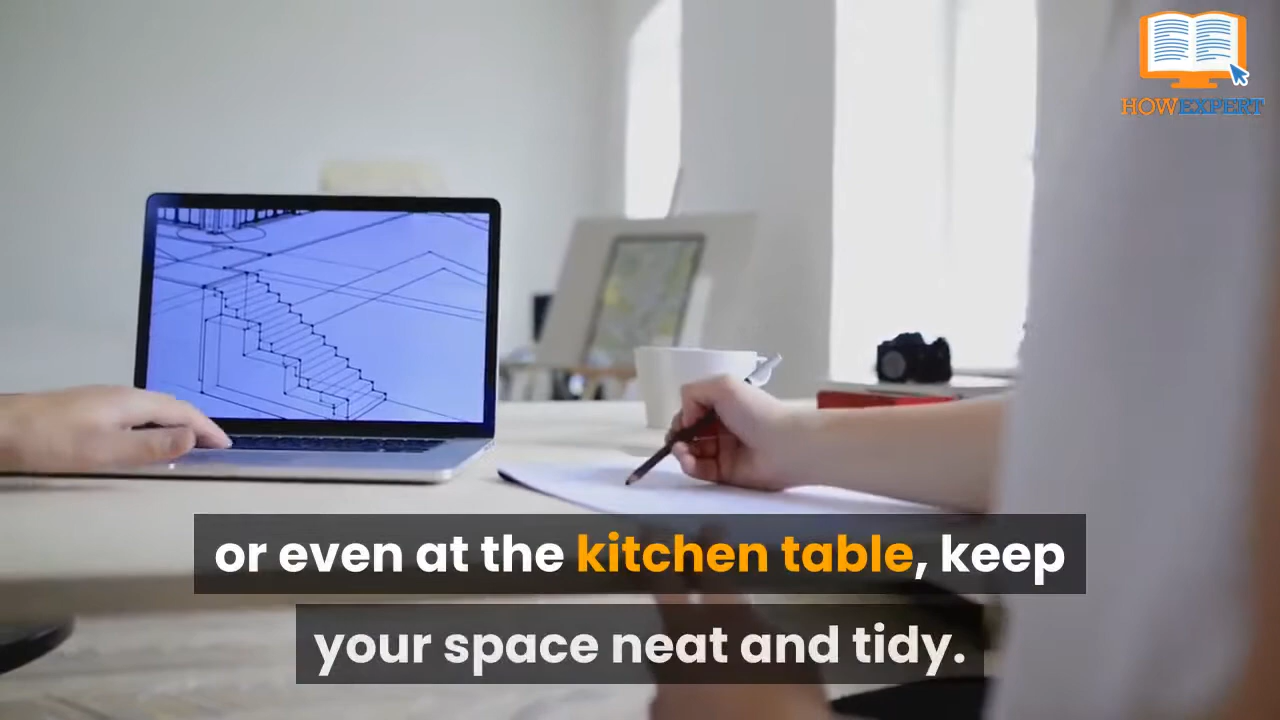 HOWEXPERT
or even at the kitchen table, keep
your space neat and tidy.